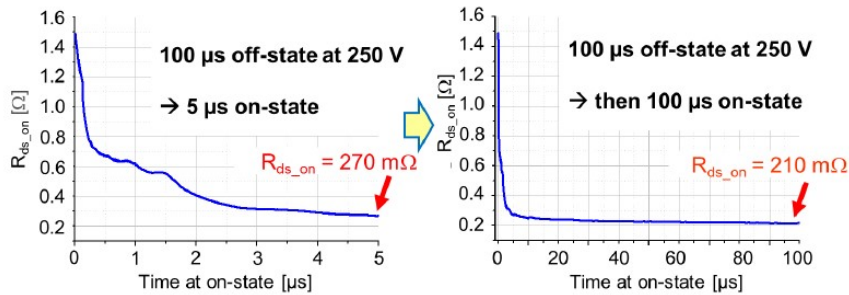 1.6
1.4
1.2
1.0
0.8
0.6
0.4
0.2
R_ds_on [Ω]
100 µs off-state at 250 V
→ 5 µs on-state
R_ds_on = 270 mΩ
0 1 2 3 4 5
Time at on-state [µs]
1.6
1.4
1.2
1.0
0.8
0.6
0.4
0.2
R_ds_on [Ω]
100 µs off-state at 250 V
→ then 100 µs on-state
R_ds_on = 210 mΩ
0 20 40 60 80 100
Time at on-state [µs]